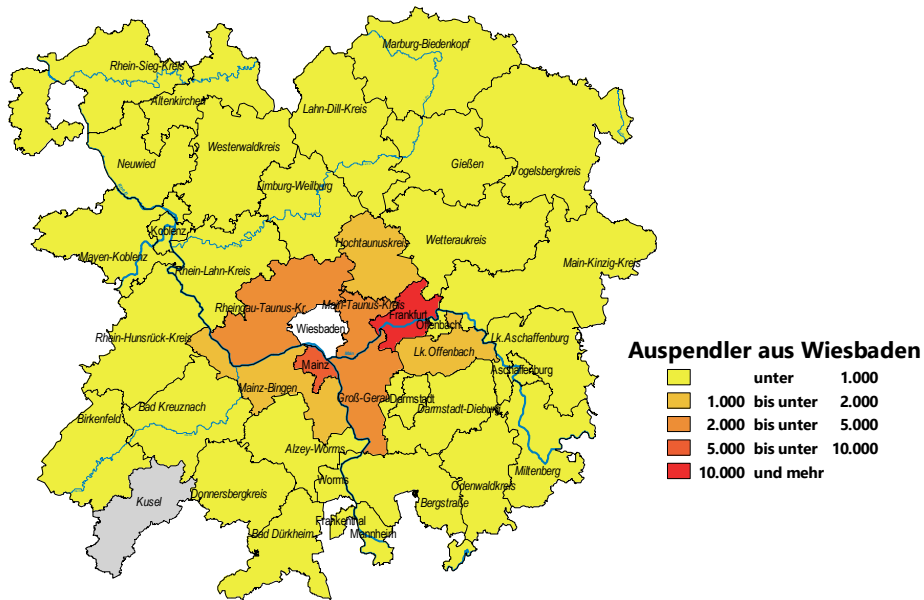 Marburg-Biedenkopf
Rhein-Sieg-Kreis
Altenkirchen
Lahn-Dill-Kreis
Westerwaldkreis
Neuwied
Gießen
Vogelsbergkreis
Limburg-Weilburg
Koblenz
Hochtaunuskreis
Wetteraukreis
Mayen-Koblenz
Rhein-Lahn-Kreis
Main-Kinzig-Kreis
Rheingau-Taunus-Kr.
Main-Taunus-Kreis
Frankfurt
Wiesbaden
Offenbach
Rhein-Hunsrück-Kreis
Lk.Aschaffenburg
Lk.Offenbach
Mainz
Aschaffenburg
Mainz-Bingen
Groß-Gerau
Darmstadt
Bad Kreuznach
Darmstadt-Dieburg
Birkenfeld
Alzey-Worms
Miltenberg
Worms
Odenwaldkreis
Kusel
Donnersbergkreis
Bergstraße
Frankenthal
Bad Dürkheim
Mannheim
Auspendler aus Wiesbaden
unter 1.000
1.000 bis unter 2.000
2.000 bis unter 5.000
5.000 bis unter 10.000
10.000 und mehr